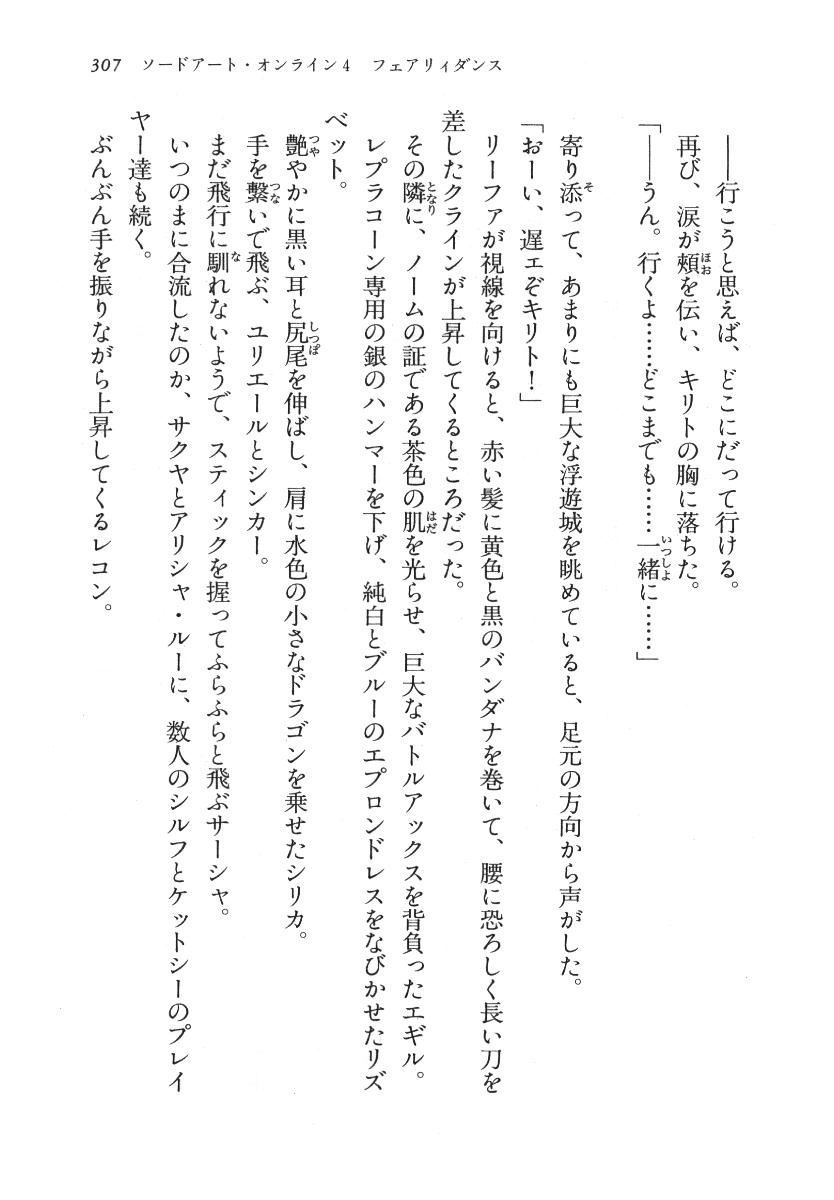 307 ソードアート・オンライン4 フェアリィダンス
――行こうと思えば、どこにだって行ける。
再び、涙が頬を伝い、キリトの胸に落ちた。
「――うん。行くよ……どこまでも……一緒に……」
寄り添って、あまりにも巨大な浮遊城を眺めていると、足元の方向から声がした。
「おーい、遅ェぞキリト！」
リーファが視線を向けると、赤い髪に黄色と黒のバンダナを巻いて、腰に恐ろしく長い刀を
差したクラインが上昇してくるところだった。
その隣に、ノームの証である茶色の肌を光らせ、巨大なバトルアックスを背負ったエギル。
レプラコーン専用の銀のハンマーを下げ、純白とブルーのエプロンドレスをなびかせたリズ
ベット。
艶やかに黒い耳と尻尾を伸ばし、肩に水色の小さなドラゴンを乗せたシリカ。
手を繋いで飛ぶ、ユリエールとシンカー。
まだ飛行に馴れないようで、スティックを握ってふらふらと飛ぶサーシャ。
いつのまに合流したのか、サクヤとアリシャ・ルーに、数人のシルフとケットシーのプレイ
ヤー達も続く。
ぶんぶん手を振りながら上昇してくるレコン。